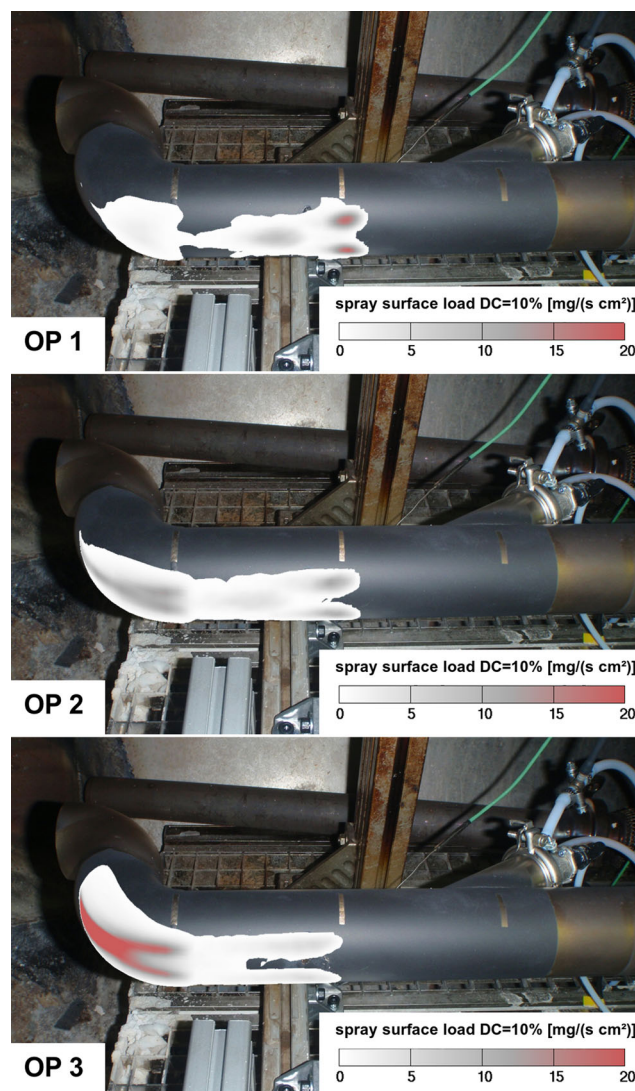 spray surface load DC=10% [mg/(s cm²)]
0 5 10 15 20
OP 1
spray surface load DC=10% [mg/(s cm²)]
0 5 10 15 20
OP 2
spray surface load DC=10% [mg/(s cm²)]
0 5 10 15 20
OP 3